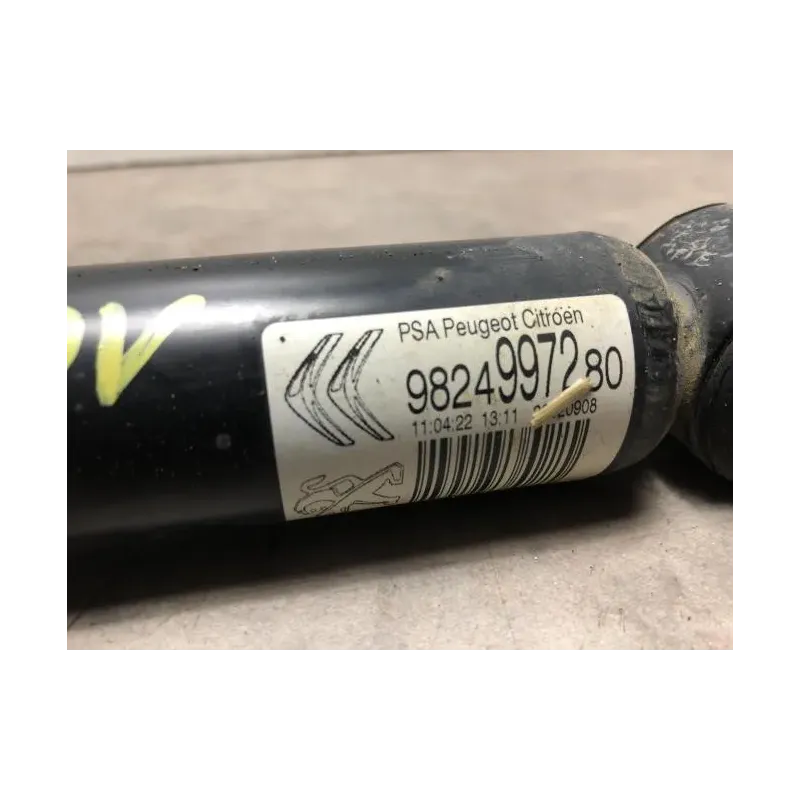 PSA Peugeot Citroën
9824997280
11:04:22 13:11